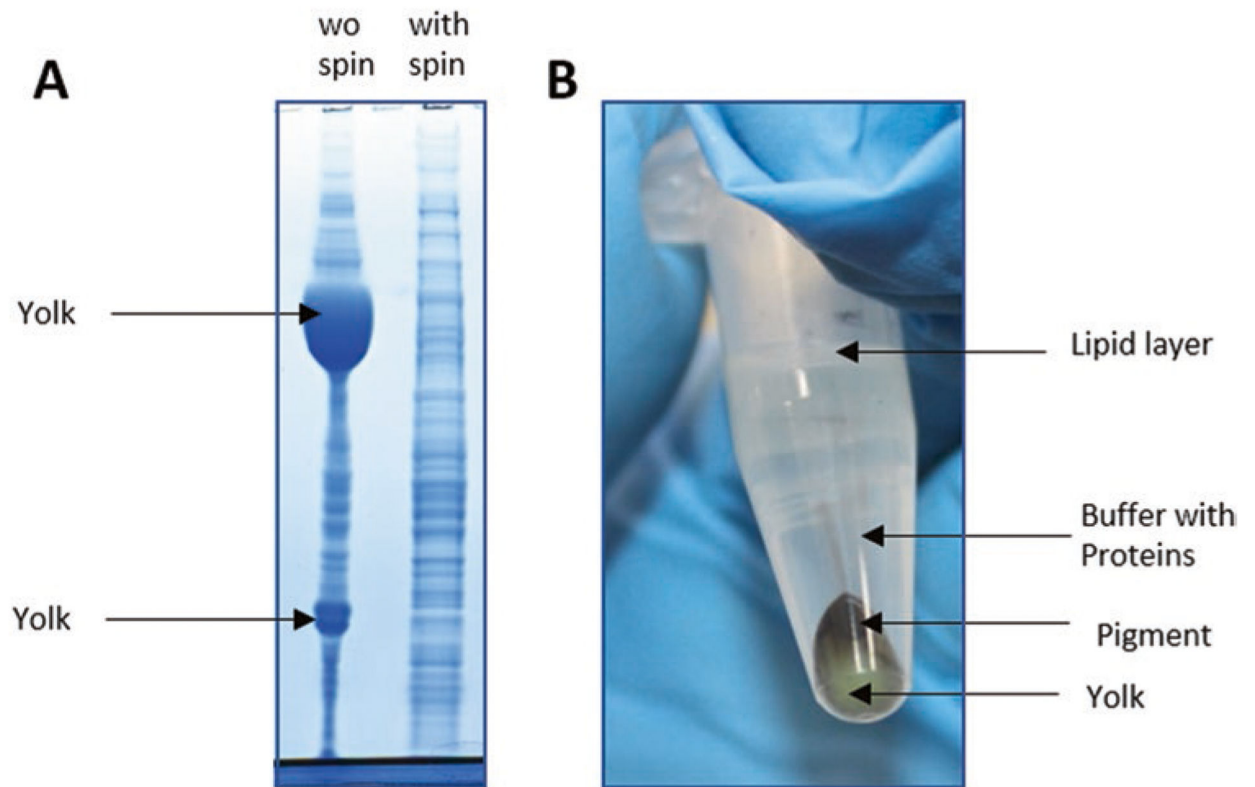 A
wo
spin
with
spin
Yolk
Yolk
B
Lipid layer
Buffer with
Proteins
Pigment
Yolk